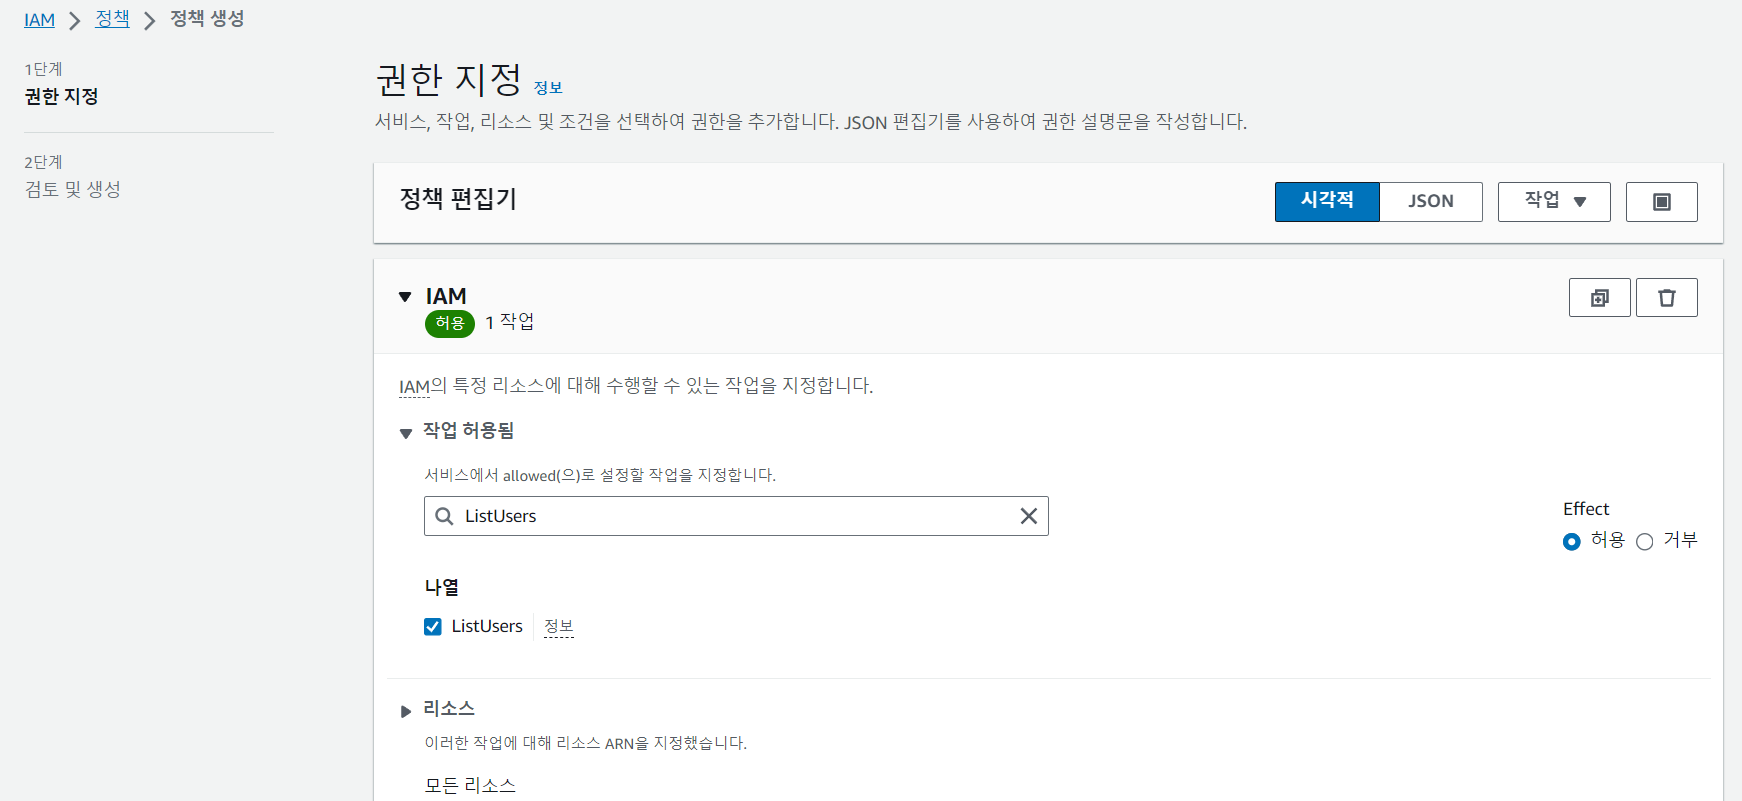 IAM > 정책 > 정책 생성
1단계
권한 지정
2단계
검토 및 생성
권한 지정 정보
서비스, 작업, 리소스 및 조건을 선택하여 권한을 추가합니다. JSON 편집기를 사용하여 권한 설명문을 작성합니다.
정책 편집기
시각적 JSON 작업
IAM
허용 1 작업
IAM의 특정 리소스에 대해 수행할 수 있는 작업을 지정합니다.
작업 허용됨
서비스에서 allowed(으)로 설정할 작업을 지정합니다.
ListUsers
Effect
허용 거부
나열
ListUsers 정보
리소스
이러한 작업에 대해 리소스 ARN을 지정했습니다.
모든 리소스